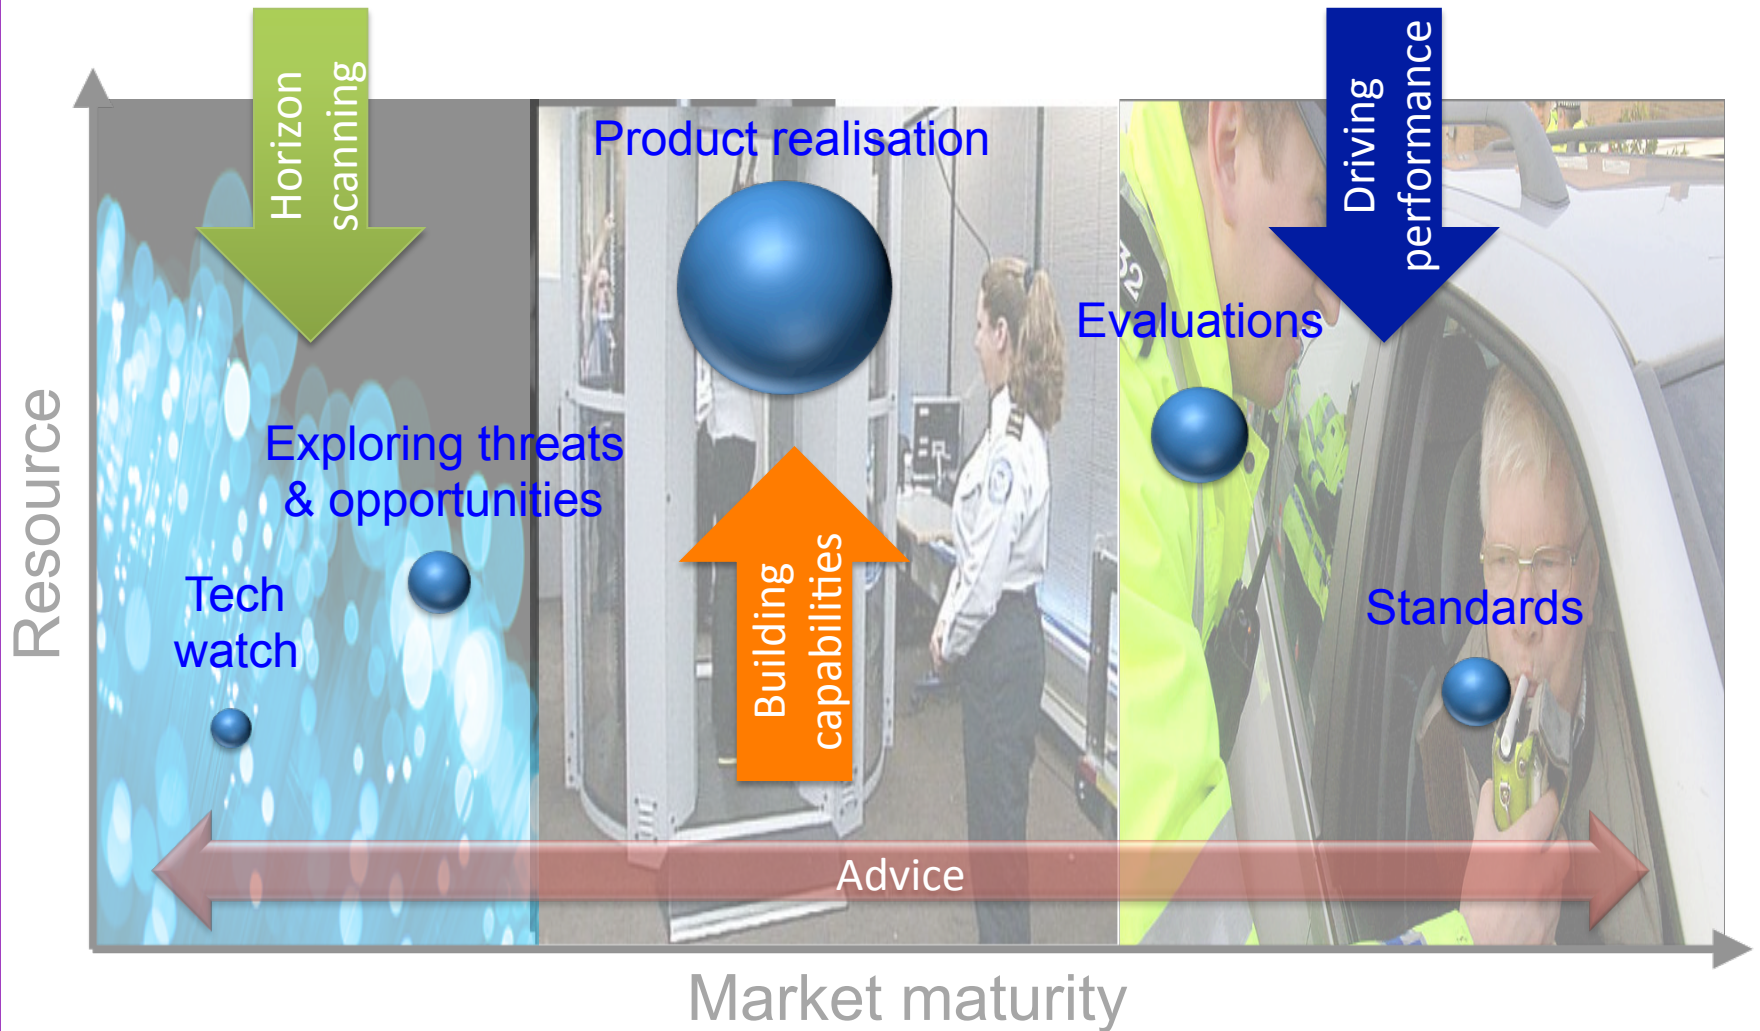 Horizon
scanning
Driving
performance
Product realisation
Evaluations
Exploring threats
& opportunities
Tech
watch
Building
capabilities
Standards
Advice
Resource
Market maturity
32